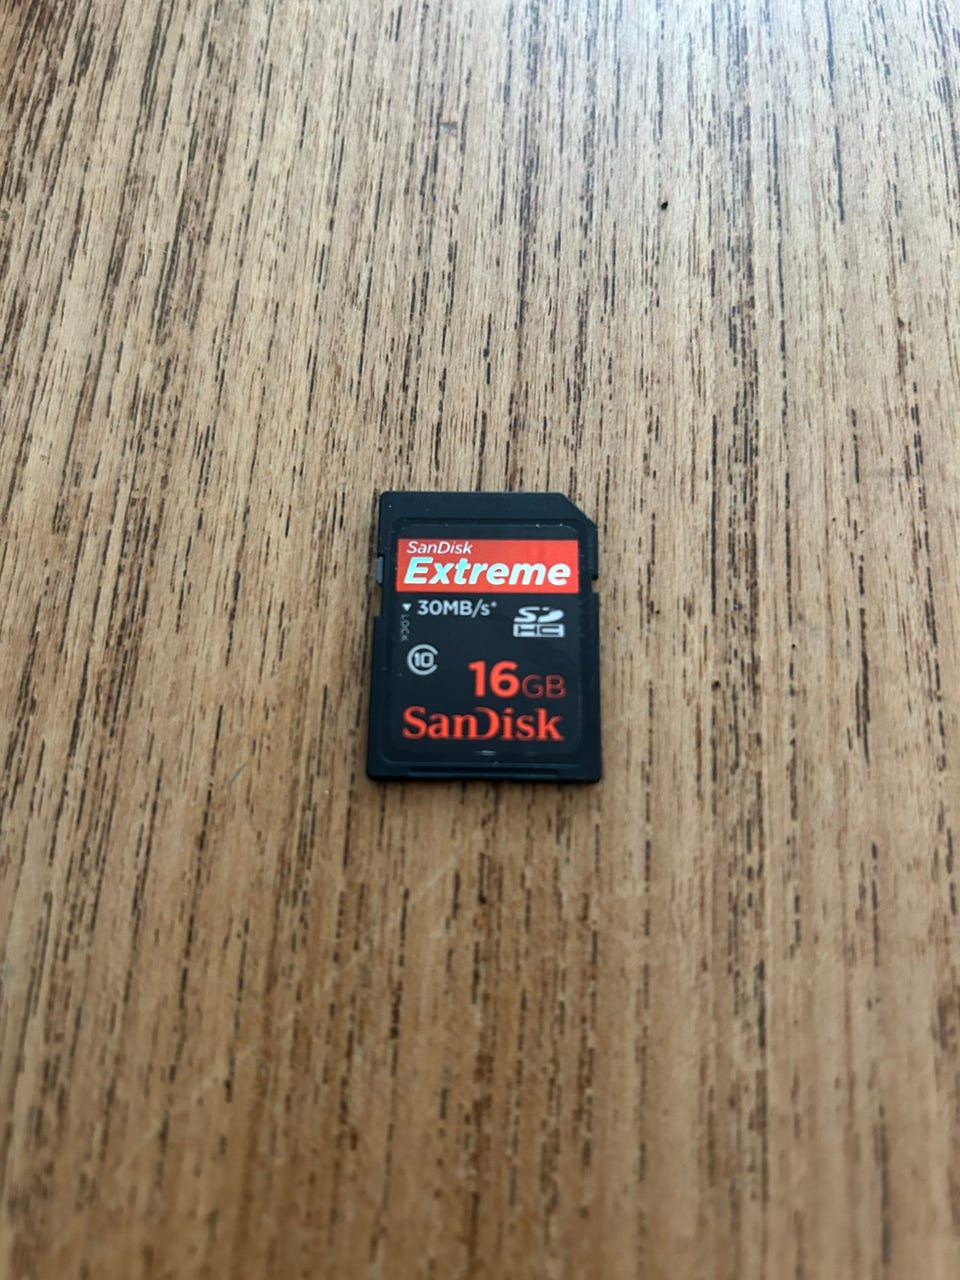 SanDisk
Extreme
▼ 30MB/s*
LOCK
SD
HC
10
16GB
SanDisk